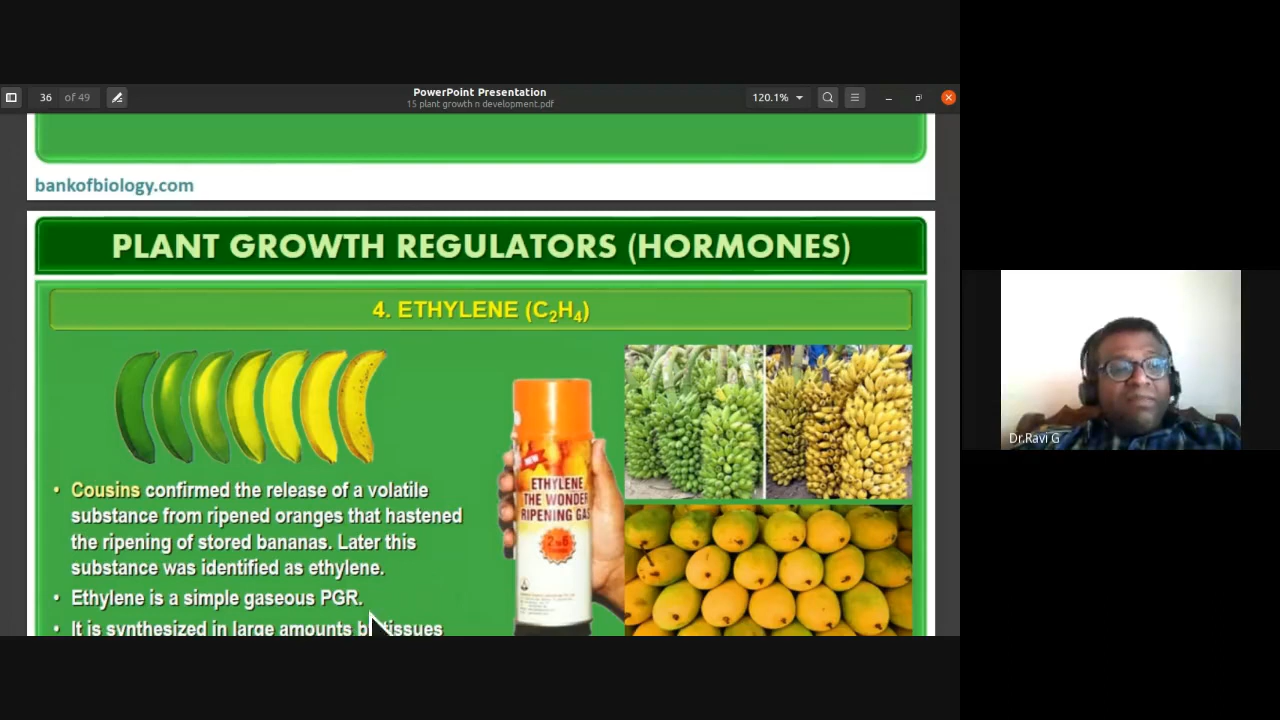 PowerPoint Presentation
36 of 49
15 plant growth n development.pdf
120.1%
bankofbiology.com
PLANT GROWTH REGULATORS (HORMONES)
4. ETHYLENE (C₂H₄)
• Cousins confirmed the release of a volatile
substance from ripened oranges that hastened
the ripening of stored bananas. Later this
substance was identified as ethylene.
• Ethylene is a simple gaseous PGR.
• It is synthesized in large amounts by tissues
NEW
ETHYLENE
THE WONDER
RIPENING GAS
Dr.Ravi G